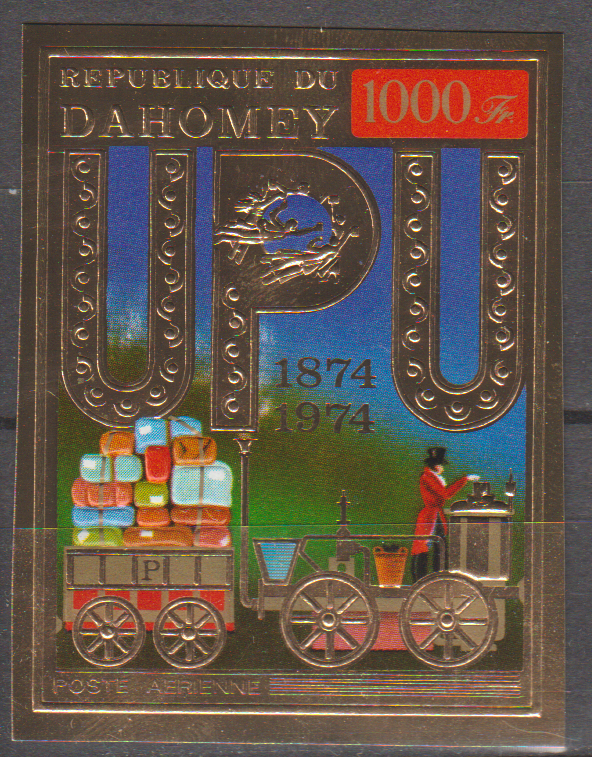 REPUBLIQUE DU
DAHOMEY
1000 Fr.
UPU
1874
1974
P
POSTE AERIENNE